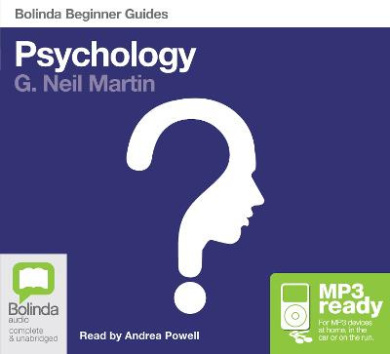 Bolinda Beginner Guides
Psychology
G. Neil Martin
Bolinda
audio
complete
& unabridged
Read by Andrea Powell
MP3
ready
For MP3 devices
at home, in the
car or on the run.